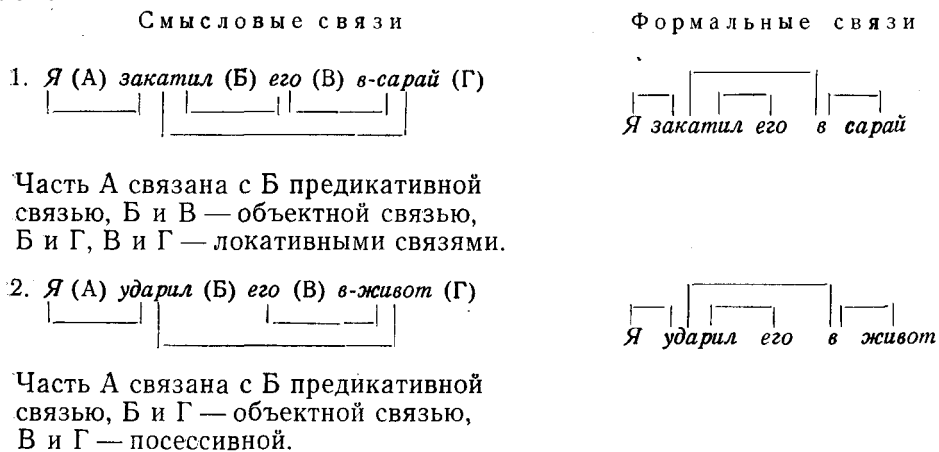 Смысловые связи
Формальные связи
1. Я (А) закатил (Б) его (В) в-сарай (Г)
Я закатил его в сарай
Часть А связана с Б предикативной
связью, Б и В — объектной связью,
Б и Г, В и Г — локативными связями.
2. Я (А) ударил (Б) его (В) в-живот (Г)
Я ударил его в живот
Часть А связана с Б предикативной
связью, Б и Г — объектной связью,
В и Г — посессивной.